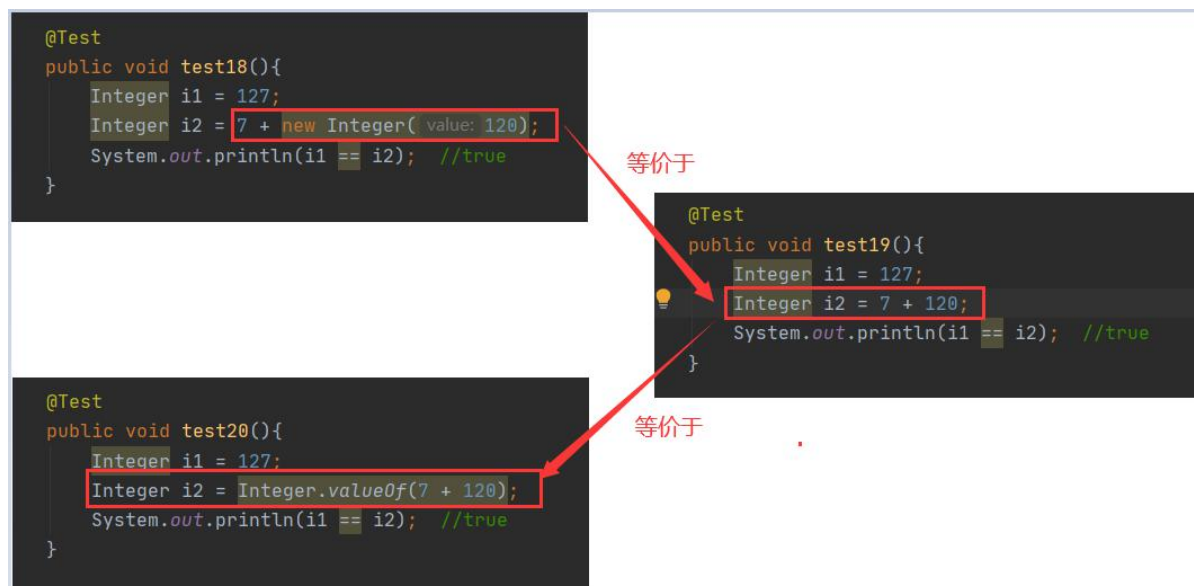 @Test
public void test18(){
Integer i1 = 127;
Integer i2 = 7 + new Integer( value: 120);
System.out.println(i1 == i2);  //true
}
等价于
@Test
public void test19(){
Integer i1 = 127;
Integer i2 = 7 + 120;
System.out.println(i1 == i2);  //true
}
等价于
@Test
public void test20(){
Integer i1 = 127;
Integer i2 = Integer.valueOf(7 + 120);
System.out.println(i1 == i2);  //true
}